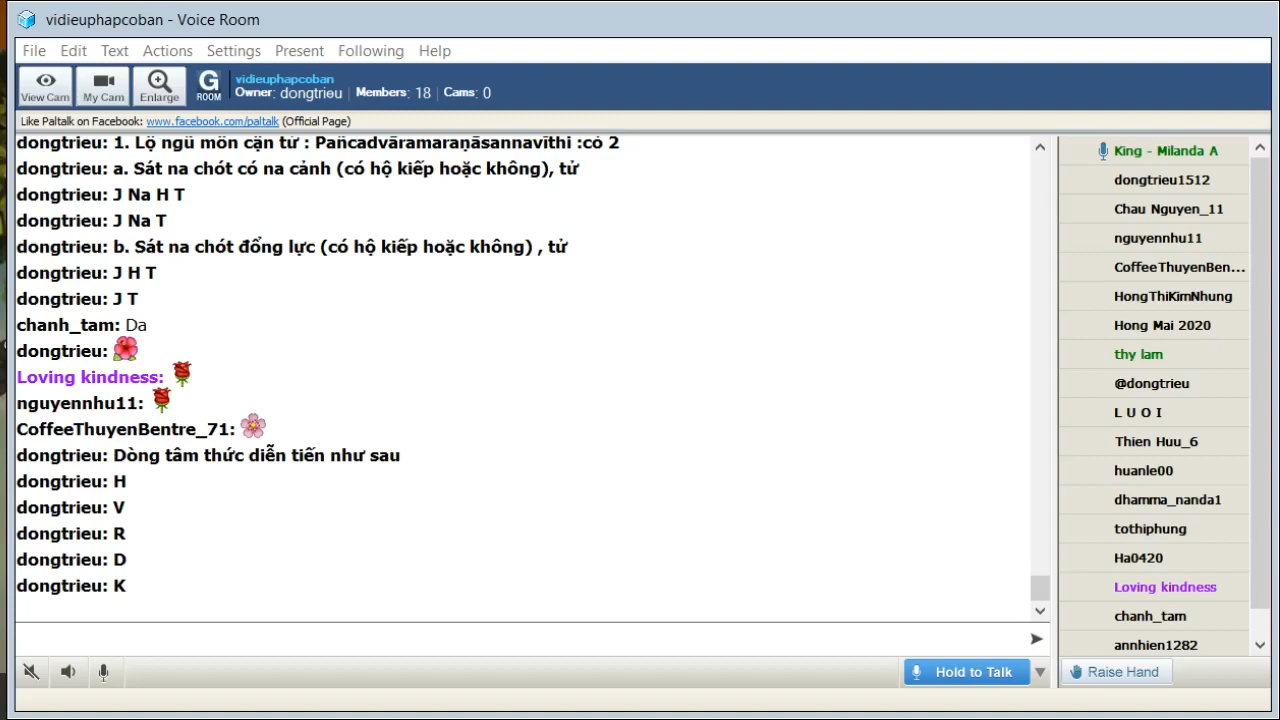 vidieuphapcoban - Voice Room
File Edit Text Actions Settings Present Following Help
View Cam
My Cam
Enlarge
G
ROOM
vidieuphapcoban
Owner: dongtrieu | Members: 18 | Cams: 0
Like Paltalk on Facebook: www.facebook.com/paltalk (Official Page)
dongtrieu: 1. Lộ ngũ môn cận tử : Pañcadvāramaraṇāsannavīthi :có 2
dongtrieu: a. Sát na chót có na cảnh (có hộ kiếp hoặc không), tử
dongtrieu: J Na H T
dongtrieu: J Na T
dongtrieu: b. Sát na chót đổng lực (có hộ kiếp hoặc không) , tử
dongtrieu: J H T
dongtrieu: J T
chanh_tam: Da
dongtrieu:
Loving kindness:
nguyennhu11:
CoffeeThuyenBentre_71:
dongtrieu: Dòng tâm thức diễn tiến như sau
dongtrieu: H
dongtrieu: V
dongtrieu: R
dongtrieu: D
dongtrieu: K
King - Milanda A
dongtrieu1512
Chau Nguyen_11
nguyennhu11
CoffeeThuyenBen...
HongThiKimNhung
Hong Mai 2020
thy lam
@dongtrieu
L U O I
Thien Huu_6
huanle00
dhamma_nanda1
tothiphung
Ha0420
Loving kindness
chanh_tam
annhien1282
Hold to Talk
Raise Hand